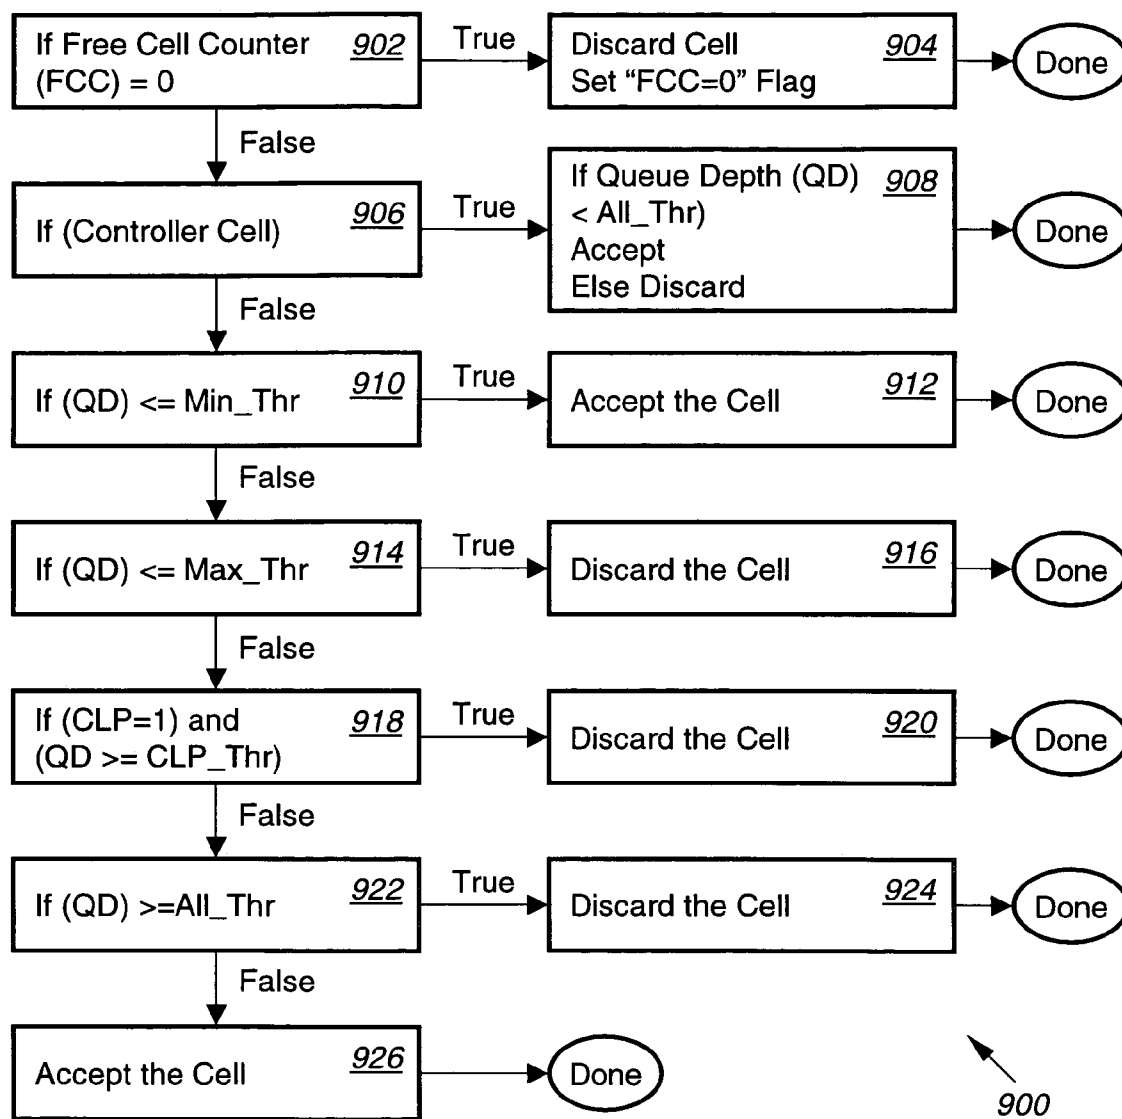 If Free Cell Counter 902
(FCC) = 0
True
Discard Cell 904
Set “FCC=0” Flag
Done
False
If (Controller Cell) 906
True
If Queue Depth (QD) 908
< All_Thr)
Accept
Else Discard
Done
False
If (QD) <= Min_Thr 910
True
Accept the Cell 912
Done
False
If (QD) <= Max_Thr 914
True
Discard the Cell 916
Done
False
If (CLP=1) and 918
(QD >= CLP_Thr)
True
Discard the Cell 920
Done
False
If (QD) >=All_Thr 922
True
Discard the Cell 924
Done
False
Accept the Cell 926
Done
900